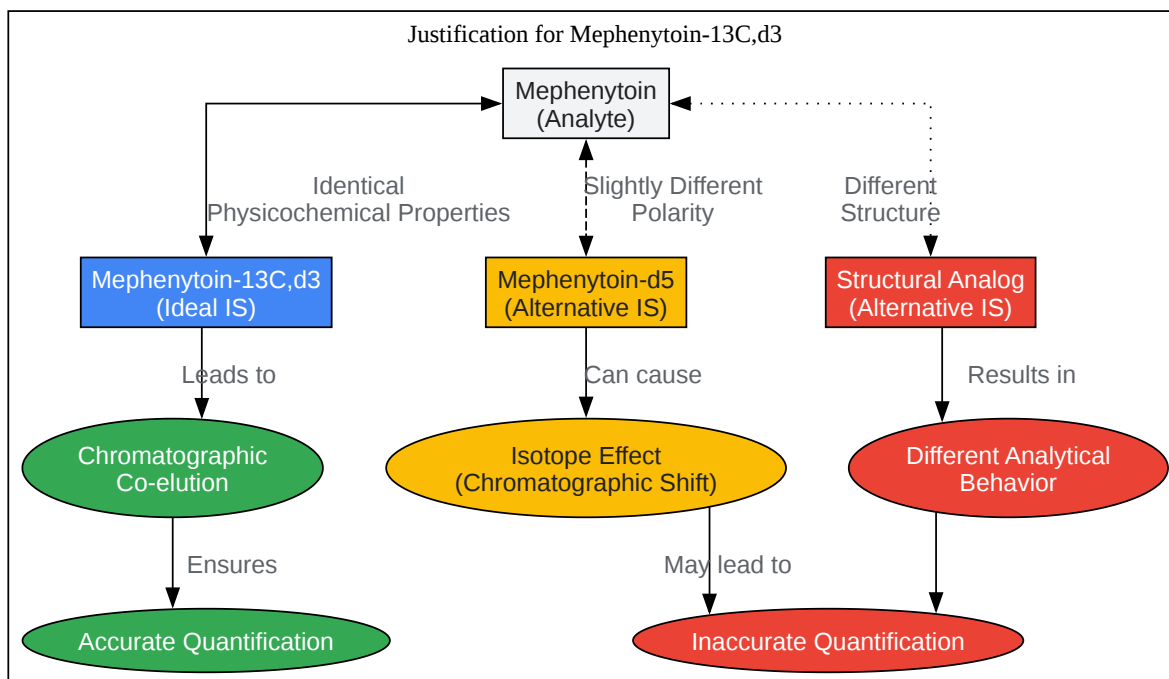 Justification for Mephenytoin-13C,d3
Mephenytoin
(Analyte)
Identical
Physicochemical Properties
Slightly Different
Polarity
Different
Structure
Mephenytoin-13C,d3
(Ideal IS)
Mephenytoin-d5
(Alternative IS)
Structural Analog
(Alternative IS)
Leads to
Can cause
Results in
Chromatographic
Co-elution
Isotope Effect
(Chromatographic Shift)
Different Analytical
Behavior
Ensures
May lead to
Accurate Quantification
Inaccurate Quantification